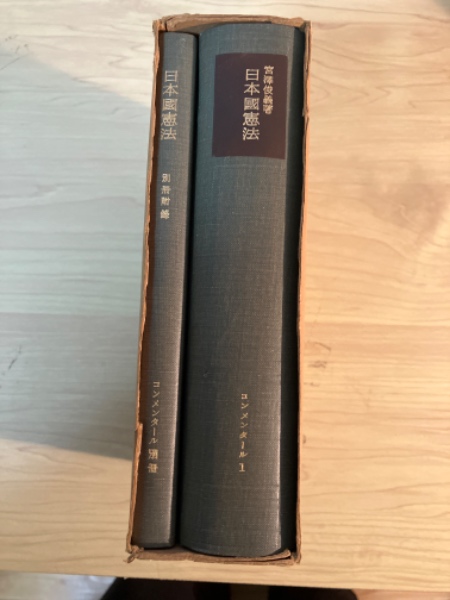 宮澤俊義著
日本國憲法
コンメンタール 1
日本國憲法
別冊附録
コンメンタール 別冊